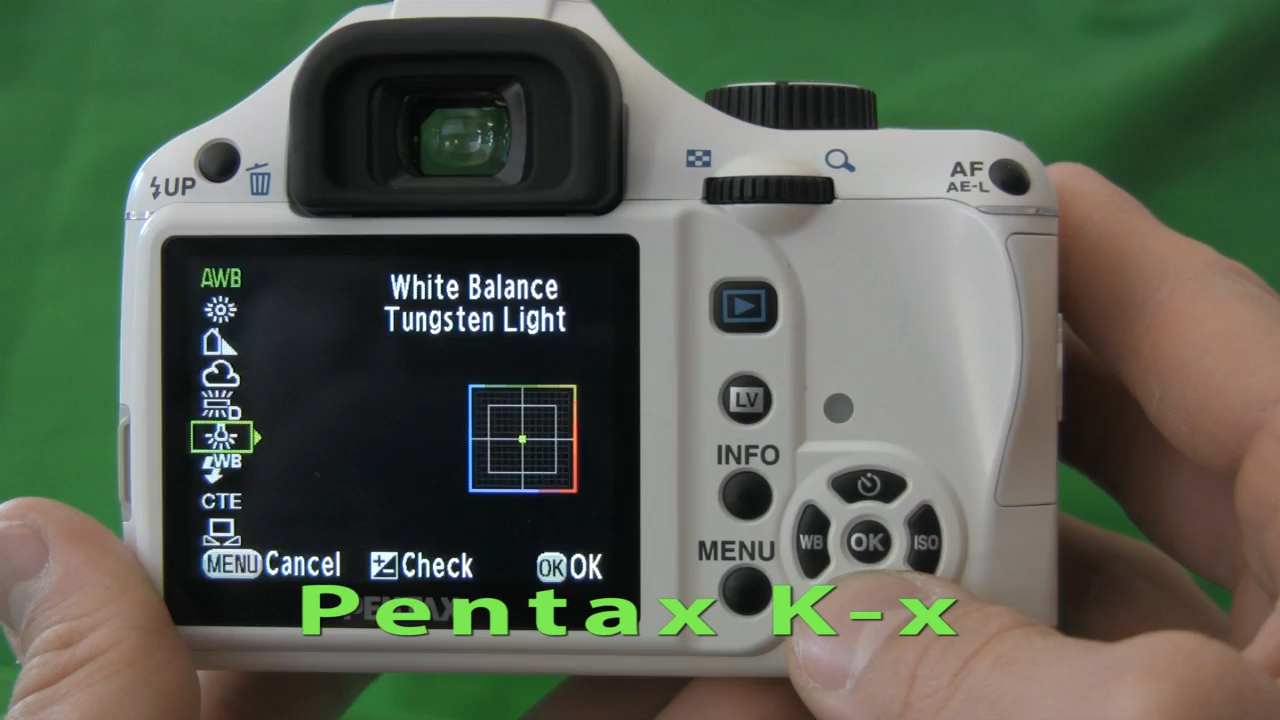 UP
AF
AE-L
AWB
White Balance
Tungsten Light
LV
WB
CTE
INFO
WB
OK
ISO
MENU
MENU Cancel
Check
OK OK
PENTAX
Pentax K-x